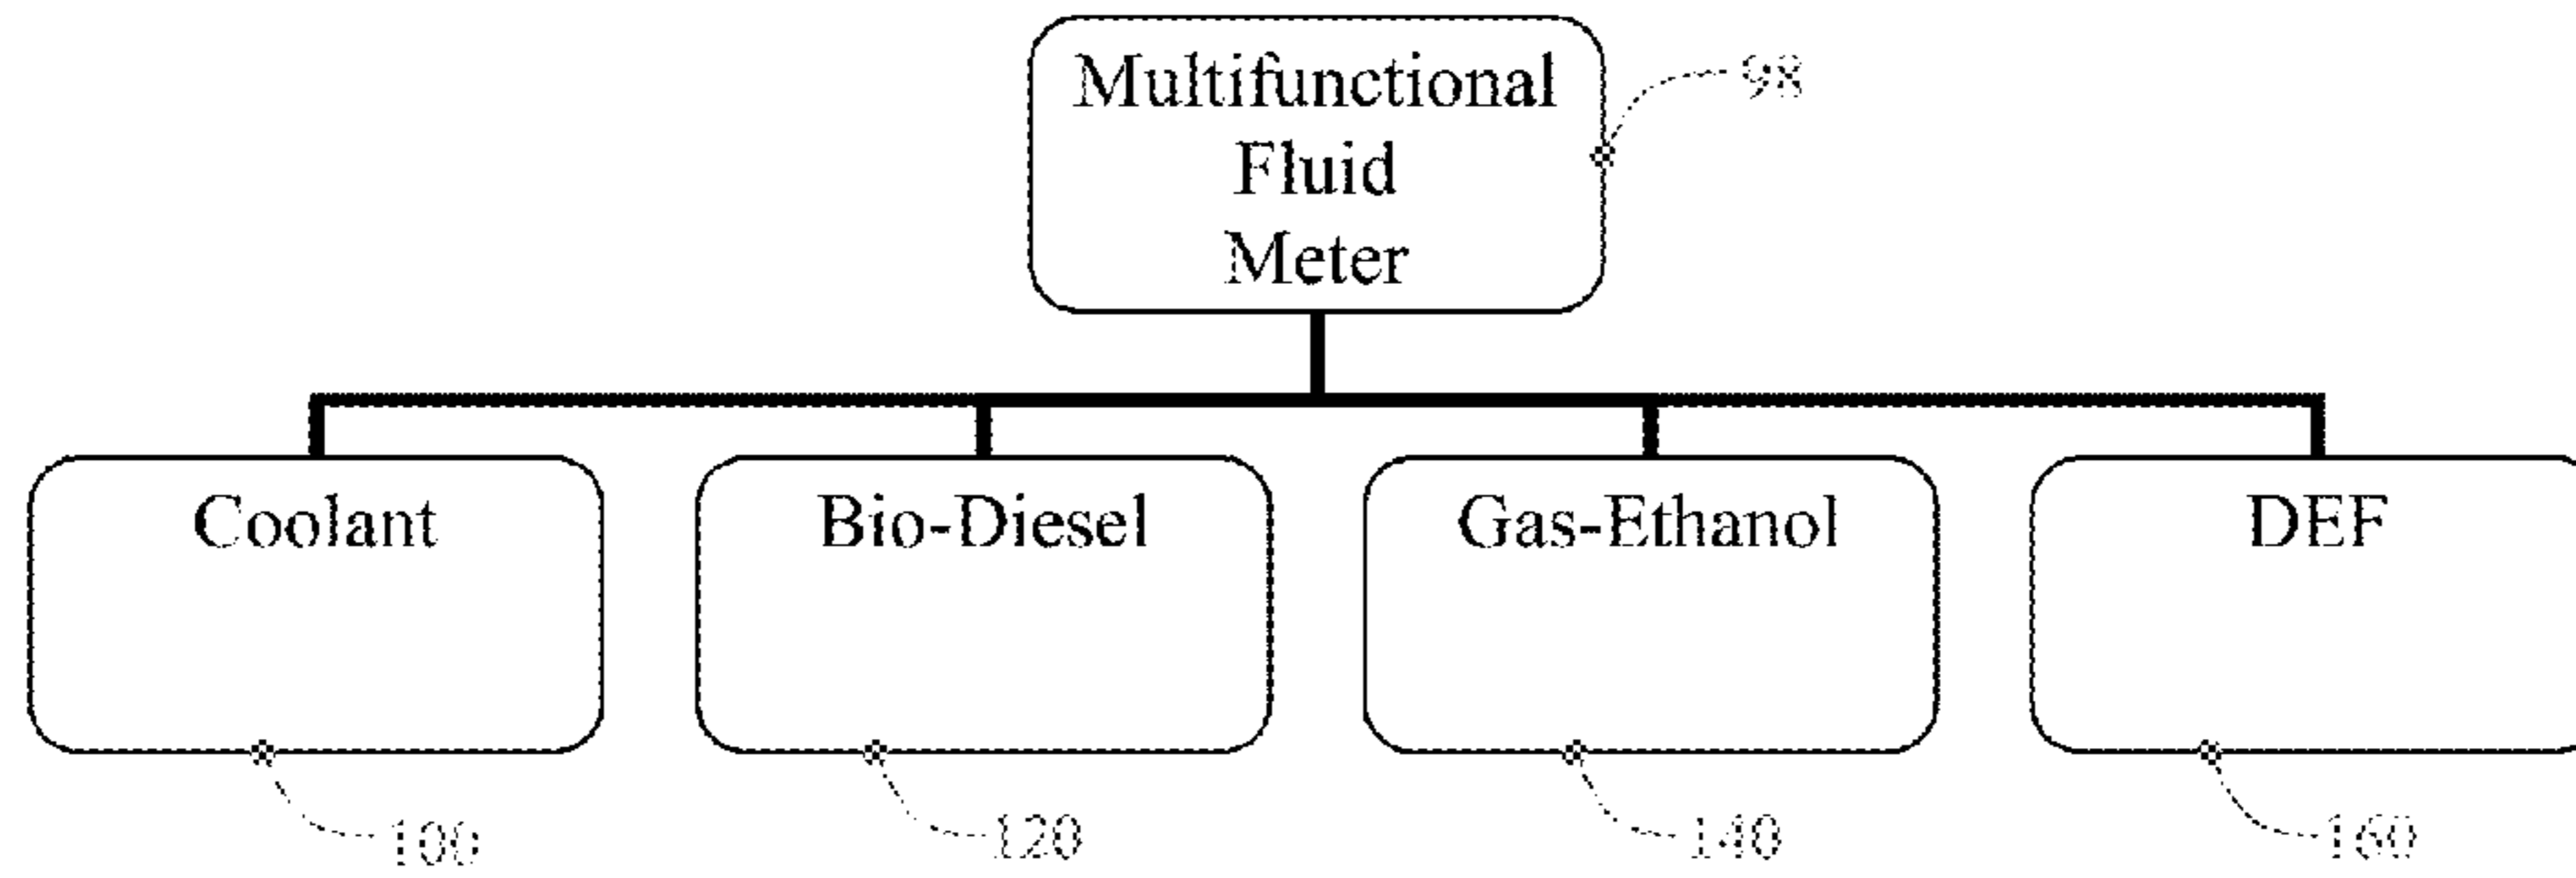 Multifunctional
Fluid
Meter
98
Coolant
Bio-Diesel
Gas-Ethanol
DEF
100
120
140
160